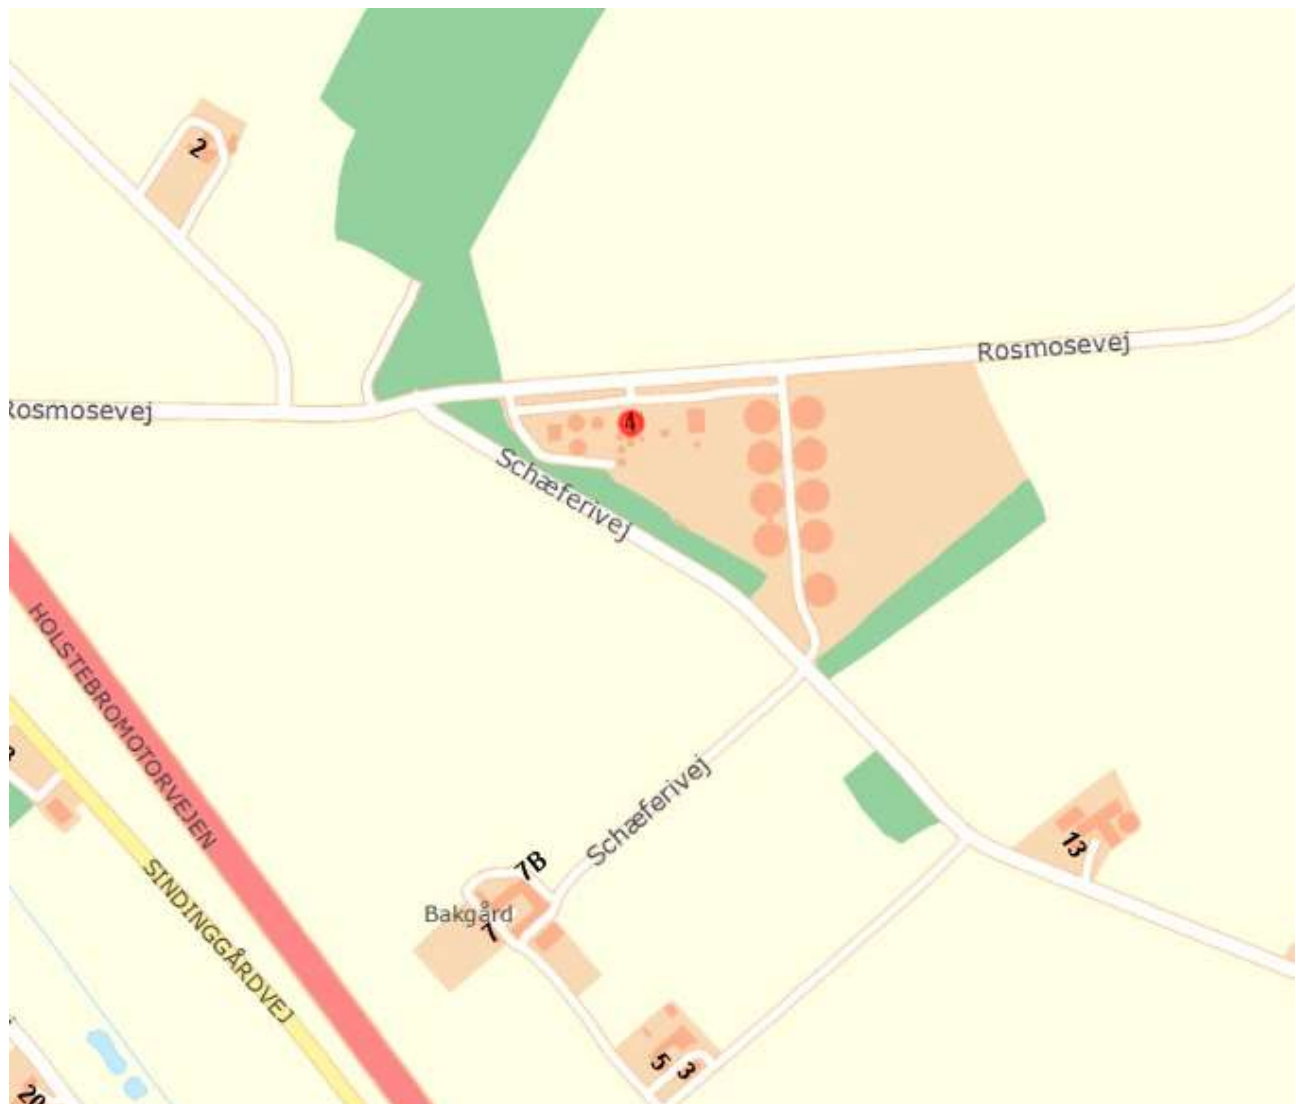 2
Rosmosevej
Rosmosevej
4
Schæferivej
HOLSTEBROMOTORVEJEN
Schæferivej
SINDINGGÅRDVEJ
7B
Bakgård
7
13
5
3
20